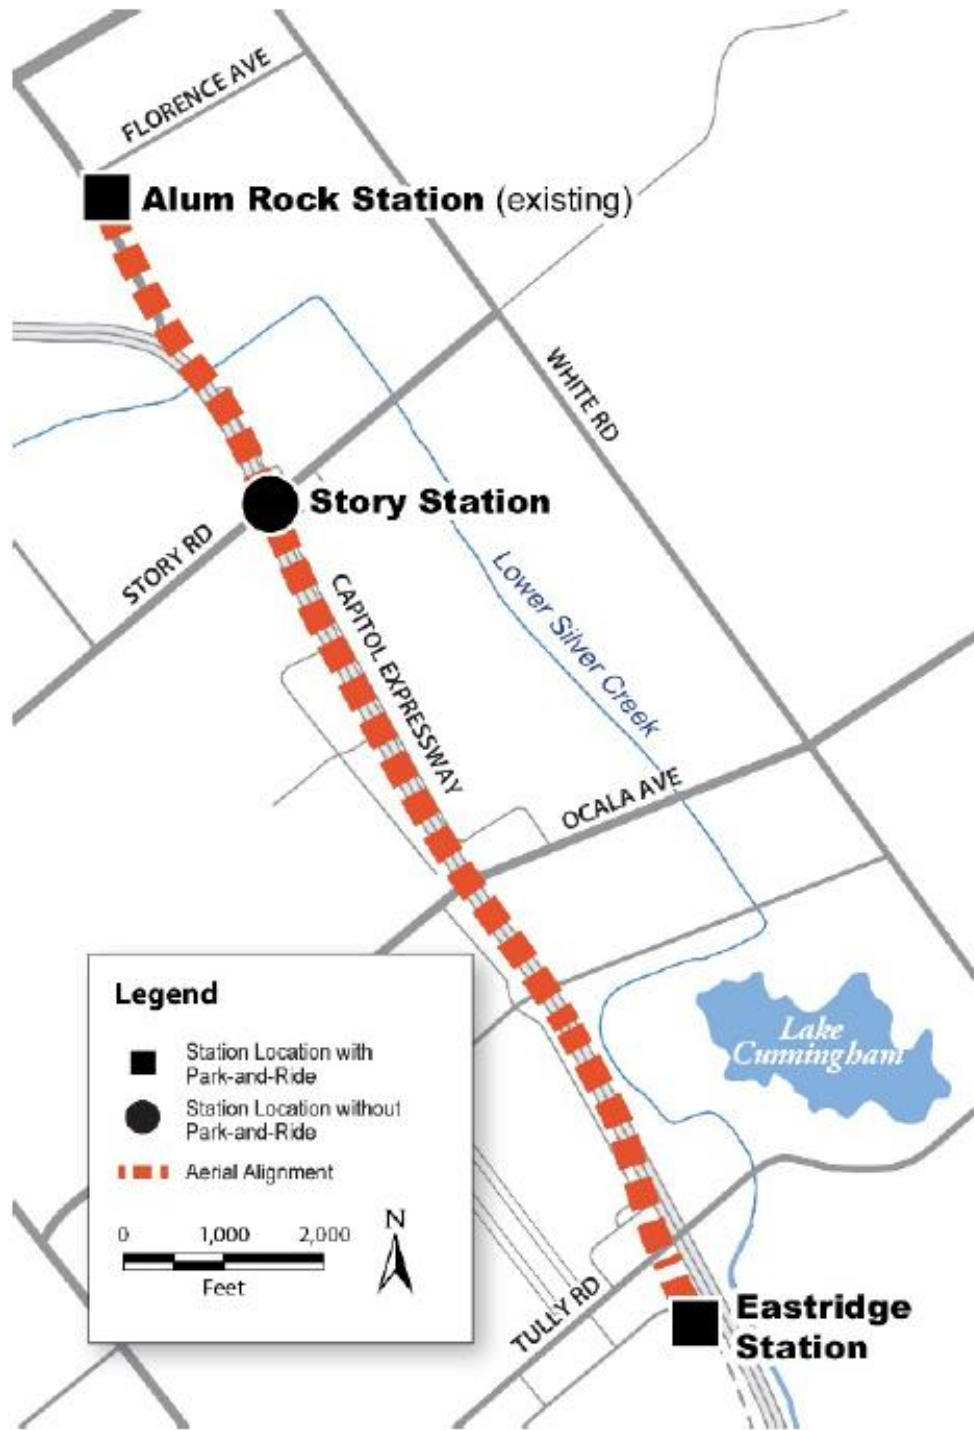 FLORENCE AVE
Alum Rock Station (existing)
WHITE RD
Story Station
STORY RD
CAPITOL EXPRESSWAY
Lower Silver Creek
OCALA AVE
Legend
Station Location with
Park-and-Ride
Station Location without
Park-and-Ride
Aerial Alignment
0 1,000 2,000
Feet
N
Lake
Cunningham
TULLY RD
Eastridge
Station